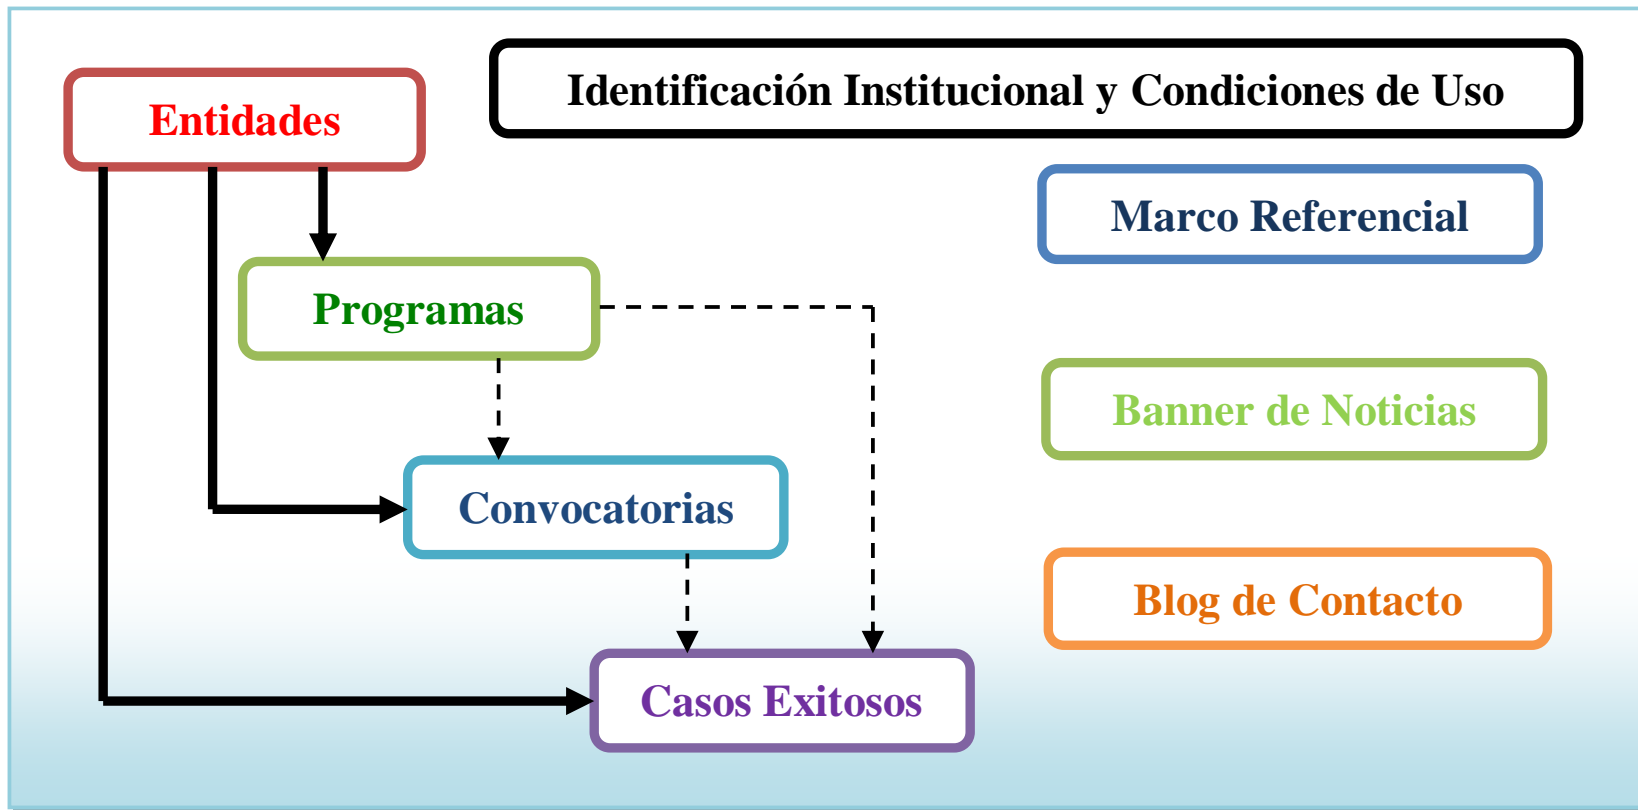 Identificación Institucional y Condiciones de Uso
Entidades
Marco Referencial
Programas
Banner de Noticias
Convocatorias
Blog de Contacto
Casos Exitosos